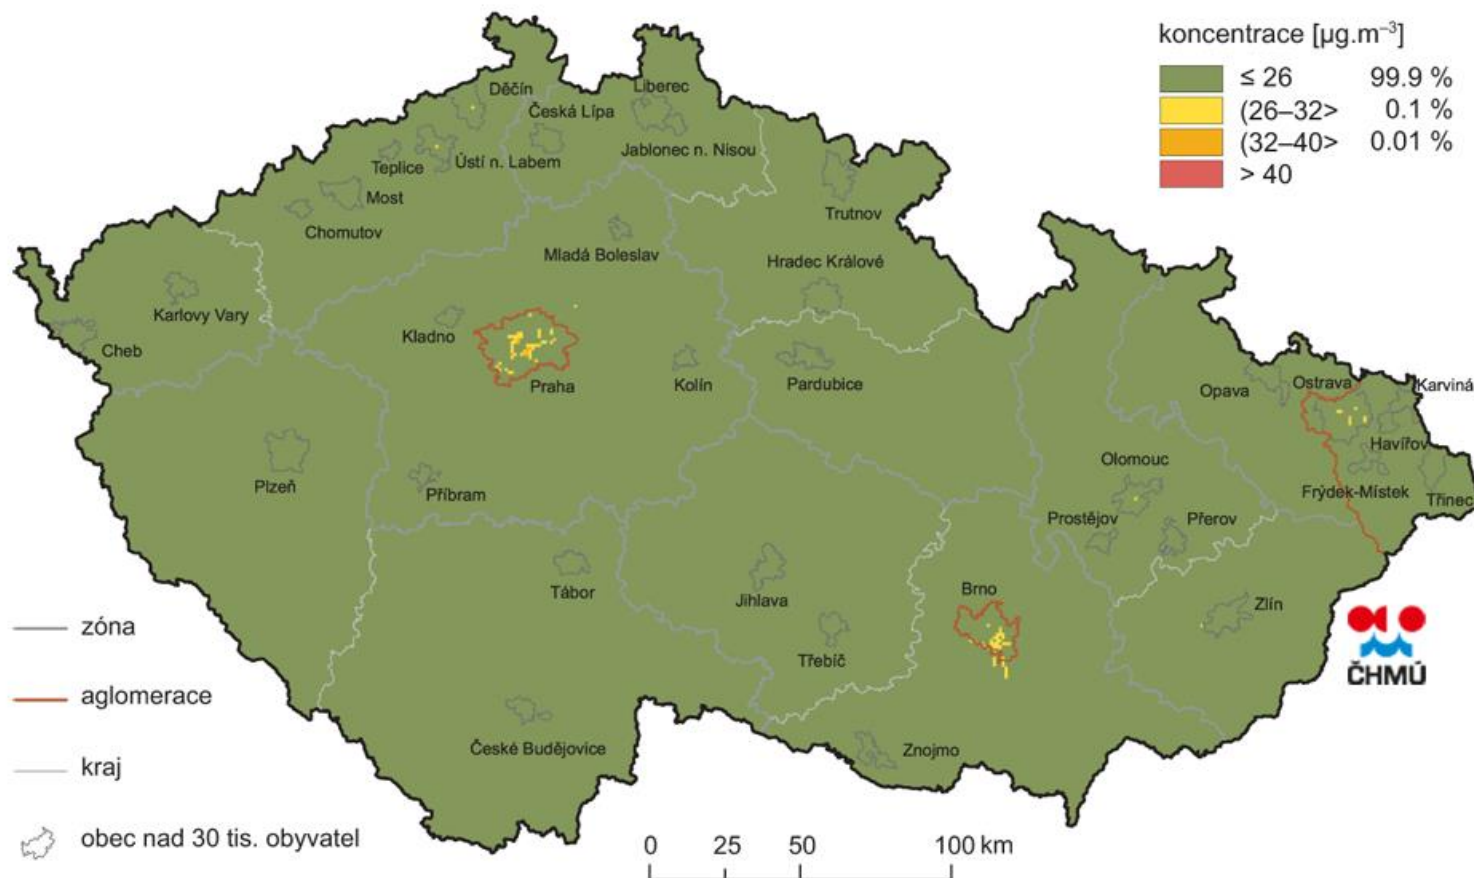 koncentrace [µg.m⁻³]
≤ 26 99.9 %
(26–32> 0.1 %
(32–40> 0.01 %
> 40
Děčín
Liberec
Česká Lípa
Jablonec n. Nisou
Teplice
Ústí n. Labem
Most
Chomutov
Trutnov
Mladá Boleslav
Hradec Králové
Karlovy Vary
Cheb
Kladno
Praha
Kolín
Pardubice
Opava
Ostrava
Karviná
Havířov
Plzeň
Příbram
Olomouc
Frýdek-Místek
Třinec
Prostějov
Přerov
Tábor
Jihlava
Brno
Zlín
Třebíč
České Budějovice
Znojmo
ČHMÚ
zóna
aglomerace
kraj
obec nad 30 tis. obyvatel
0 25 50 100 km